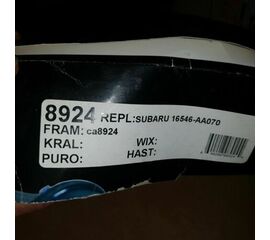 8924 REPL:SUBARU 16546-AA070
FRAM: ca8924
KRAL: WIX:
PURO: HAST: